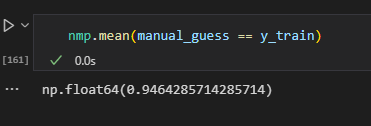 nmp.mean(manual_guess == y_train)
[161]
0.0s
... np.float64(0.9464285714285714)